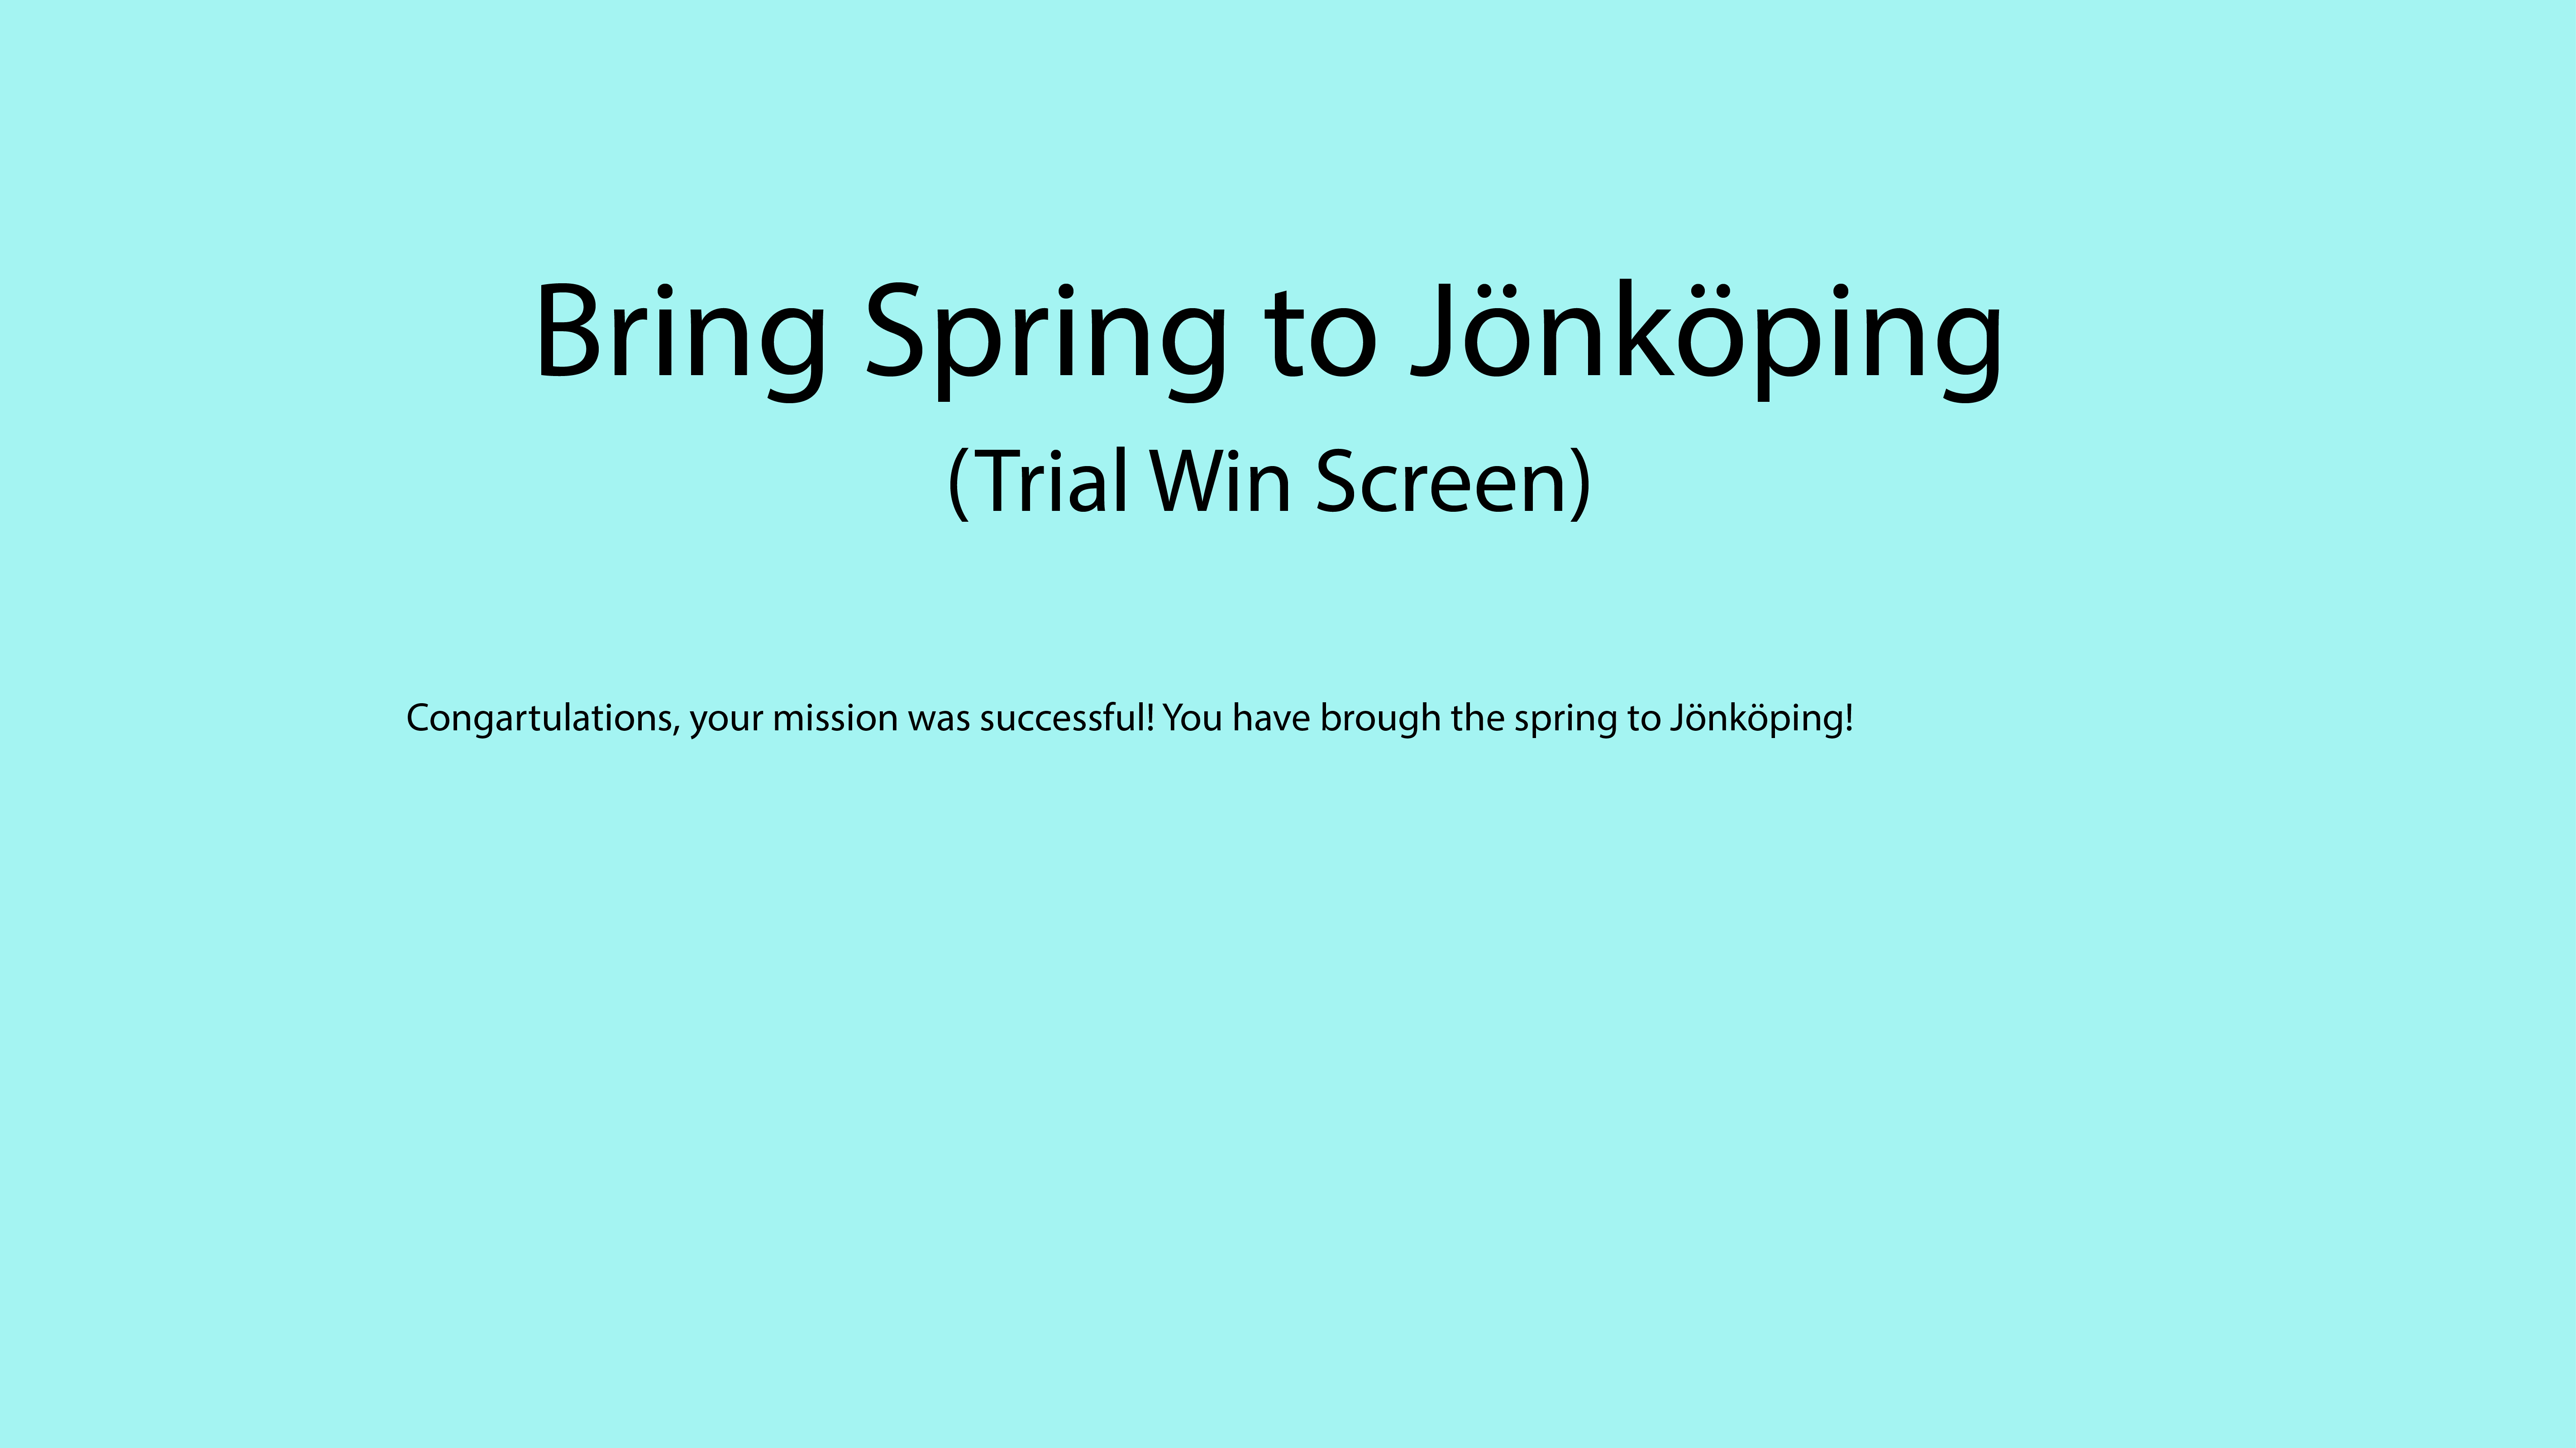 Bring Spring to Jönköping
(Trial Win Screen)
Congartulations, your mission was successful! You have brough the spring to Jönköping!